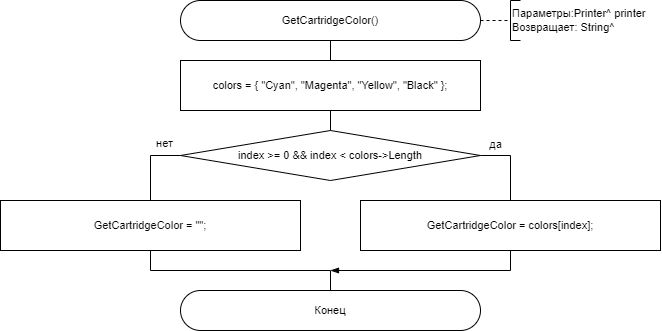 GetCartridgeColor()
Параметры:Printer^ printer
Возвращает: String^
colors = { "Cyan", "Magenta", "Yellow", "Black" };
нет
index >= 0 && index < colors->Length
да
GetCartridgeColor = "";
GetCartridgeColor = colors[index];
Конец